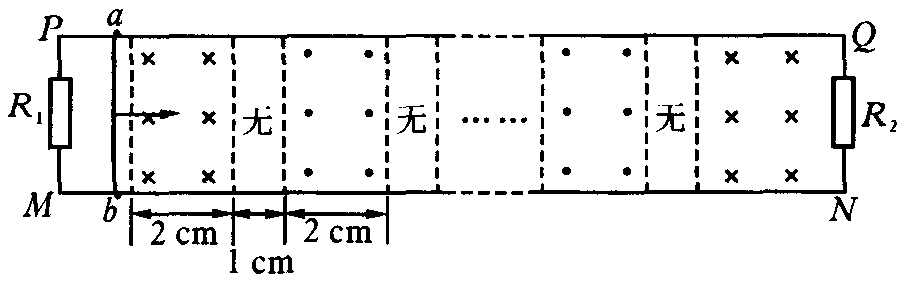 a
P Q
R₁ 无 无 …… 无 R₂
M b N
2 cm 2 cm
1 cm